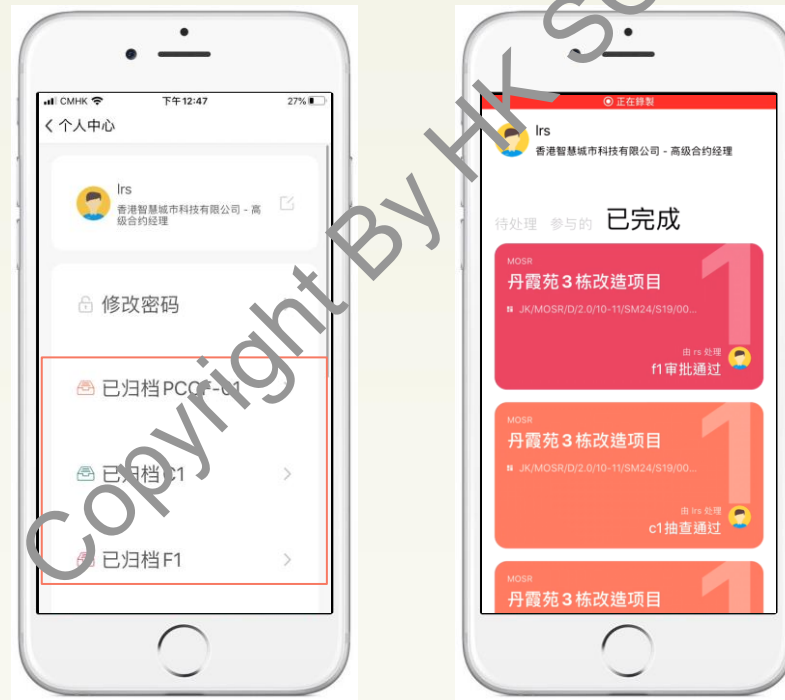 CMHK
下午12:47
27%
个人中心
lrs
香港智慧城市科技有限公司 - 高
级合约经理
修改密码
已归档
已归档
已归档 F1
正在錄製
lrs
香港智慧城市科技有限公司 - 高级合约经理
待处理 参与的 已完成
MOSR
丹霞苑 3 栋改造项目
JK/MOSR/D/2.0/10-11/SM24/S19/00...
1
由 rs 处理
f1审批通过
MOSR
丹霞苑 3 栋改造项目
JK/MOSR/D/2.0/10-11/SM24/S19/00...
1
由 lrs 处理
c1抽查通过
MOSR
丹霞苑 3 栋改造项目
1
Copyright By HK